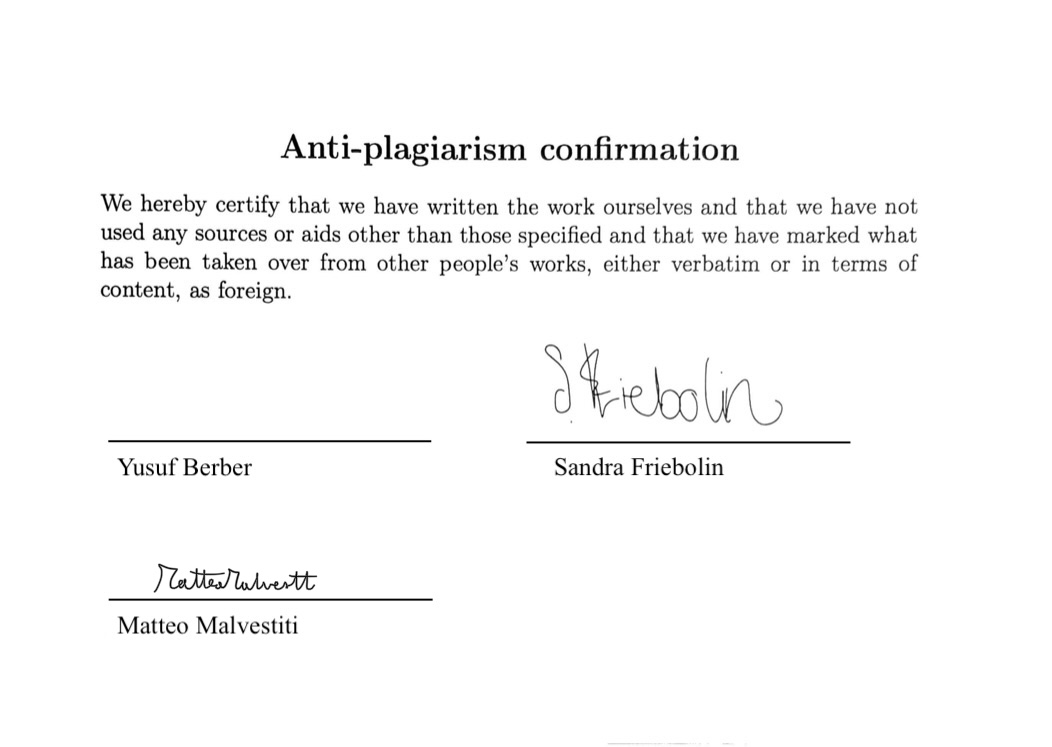 Anti-plagiarism confirmation
We hereby certify that we have written the work ourselves and that we have not
used any sources or aids other than those specified and that we have marked what
has been taken over from other people's works, either verbatim or in terms of
content, as foreign.
S. Friebolin
Yusuf Berber
Sandra Friebolin
Matteo Malvestt
Matteo Malvestiti